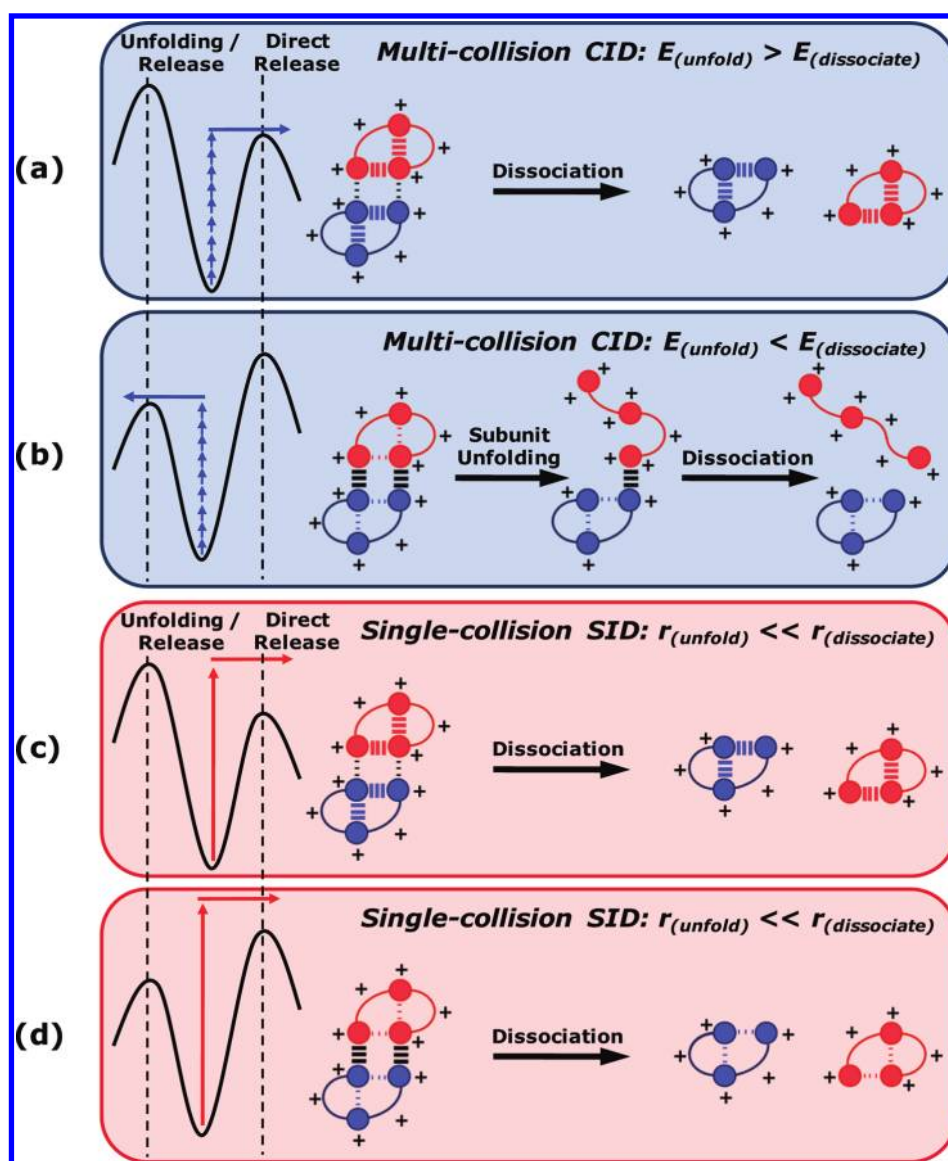 Unfolding / Release
Direct Release
Multi-collision CID: E(unfold) > E(dissociate)
(a)
+ + + + + +
Dissociation
+ + + + + +
Multi-collision CID: E(unfold) < E(dissociate)
(b)
+ + + + + +
Subunit Unfolding
+ + + + + +
Dissociation
+ + + + + +
Unfolding / Release
Direct Release
Single-collision SID: r(unfold) << r(dissociate)
(c)
+ + + + + +
Dissociation
+ + + + + +
Single-collision SID: r(unfold) << r(dissociate)
(d)
+ + + + + +
Dissociation
+ + + + + +